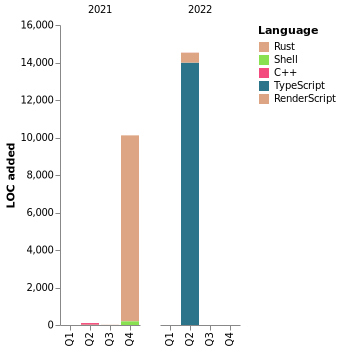 2021
2022
Language
Rust
Shell
C++
TypeScript
RenderScript
LOC added
16,000
14,000
12,000
10,000
8,000
6,000
4,000
2,000
0
Q1
Q2
Q3
Q4
Q1
Q2
Q3
Q4